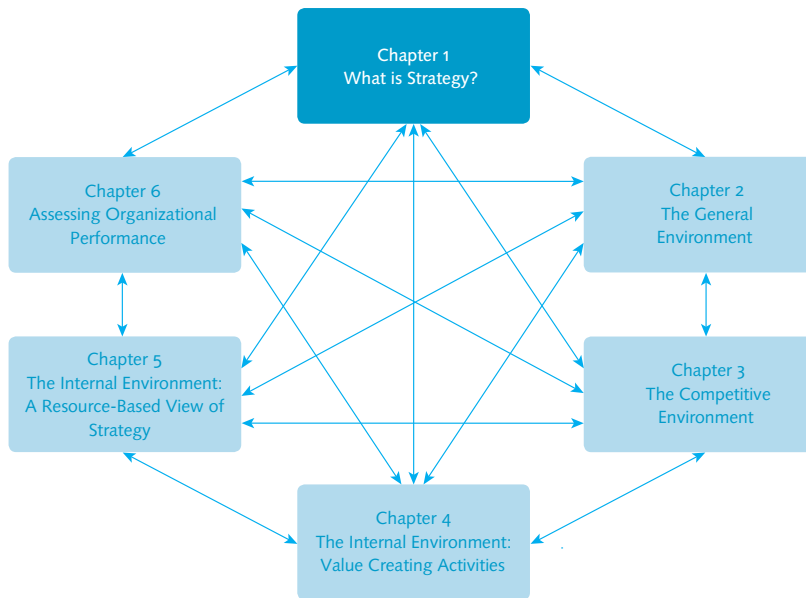 Chapter 1
What is Strategy?
Chapter 6
Assessing Organizational
Performance
Chapter 2
The General
Environment
Chapter 5
The Internal Environment:
A Resource-Based View of
Strategy
Chapter 3
The Competitive
Environment
Chapter 4
The Internal Environment:
Value Creating Activities